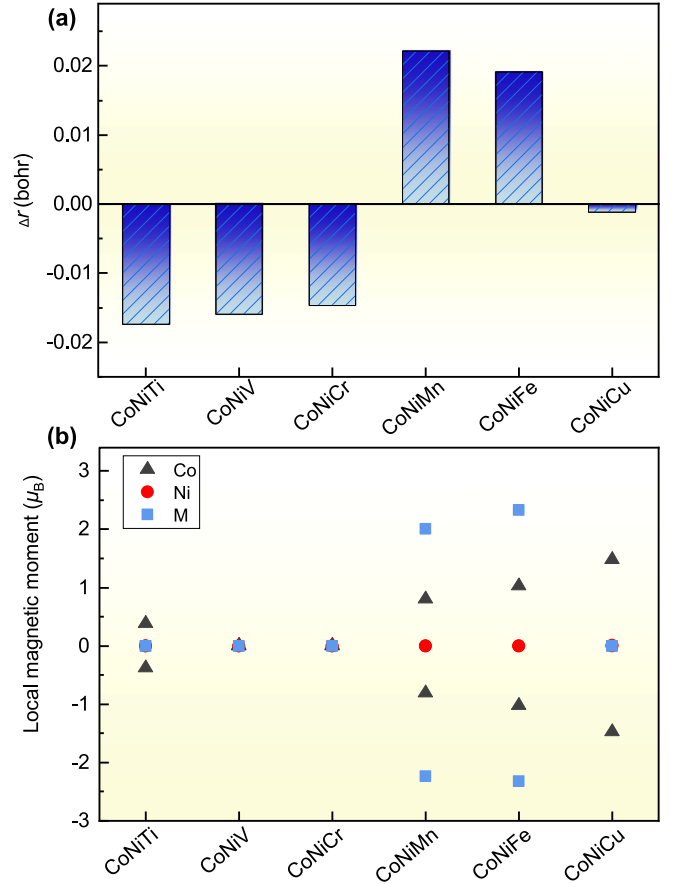 (a)
0.02
0.01
0.00
-0.01
-0.02
Δr (bohr)
CoNiTi
CoNiV
CoNiCr
CoNiMn
CoNiFe
CoNiCu
(b)
3
2
1
0
-1
-2
-3
Local magnetic moment (μB)
Co
Ni
M
CoNiTi
CoNiV
CoNiCr
CoNiMn
CoNiFe
CoNiCu